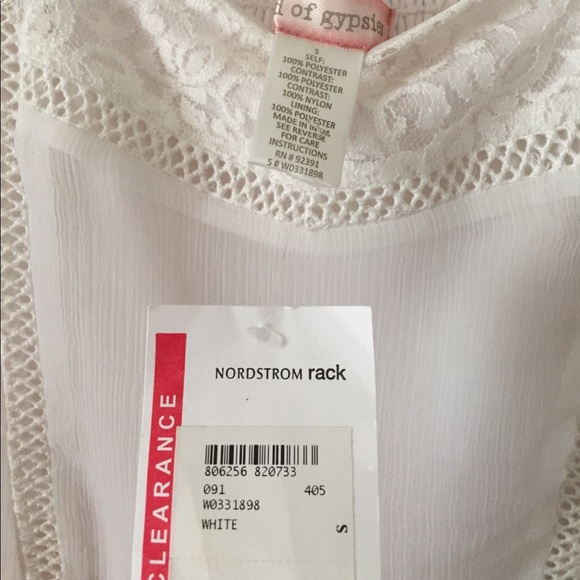 d of gypsies
S
SELF:
100% POLYESTER
CONTRAST:
100% POLYESTER
CONTRAST:
100% NYLON
LINING:
100% POLYESTER
MADE IN INDIA
SEE REVERSE
FOR CARE
INSTRUCTIONS
RN # 92391
S # W0331898
NORDSTROM rack
CLEARANCE
806256 820733
091 405
W0331898
WHITE
S